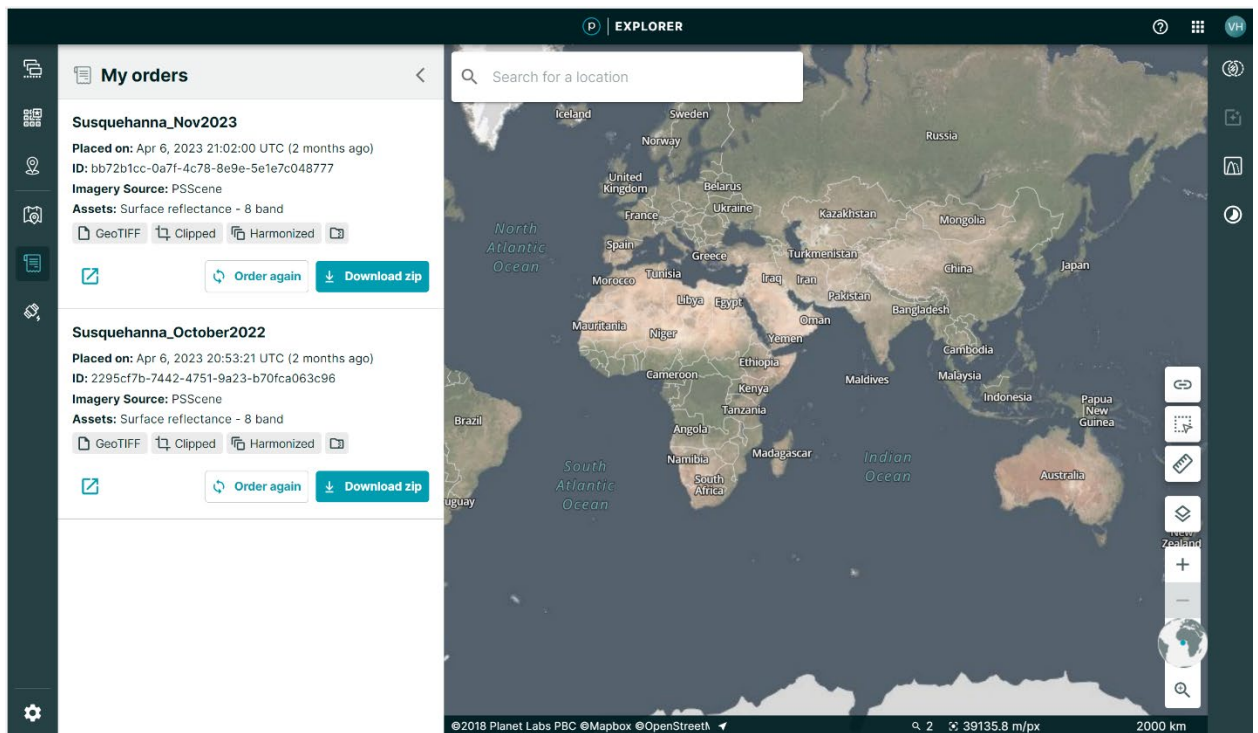 EXPLORER
VH
My orders
Search for a location
Susquehanna_Nov2023
Placed on: Apr 6, 2023 21:02:00 UTC (2 months ago)
ID: bb72b1cc-0a7f-4c78-8e9e-5e1e7c048777
Imagery Source: PSScene
Assets: Surface reflectance - 8 band
GeoTIFF Clipped Harmonized
Order again Download zip
Susquehanna_October2022
Placed on: Apr 6, 2023 20:53:21 UTC (2 months ago)
ID: 2295cf7b-7442-4751-9a23-b70fca063c96
Imagery Source: PSScene
Assets: Surface reflectance - 8 band
GeoTIFF Clipped Harmonized
Order again Download zip
Iceland
Sweden
Norway
Russia
United
Kingdom
Belarus
Ukraine
France
Kazakhstan
Mongolia
North
Atlantic
Ocean
Spain
Greece
Turkmenistan
China
Japan
Morocco
Tunisia
Iraq
Iran
Pakistan
Libya
Egypt
Bangladesh
Oman
Mauritania
Niger
Yemen
Cambodia
Ethiopia
Cameroon
Kenya
Maldives
Malaysia
Indonesia
Papua
New
Guinea
Brazil
Tanzania
Angola
Namibia
Madagascar
Indian
Ocean
South
Atlantic
Ocean
South
Africa
Australia
uguay
New
Zealand
©2018 Planet Labs PBC ©Mapbox ©OpenStreetM
2 39135.8 m/px 2000 km